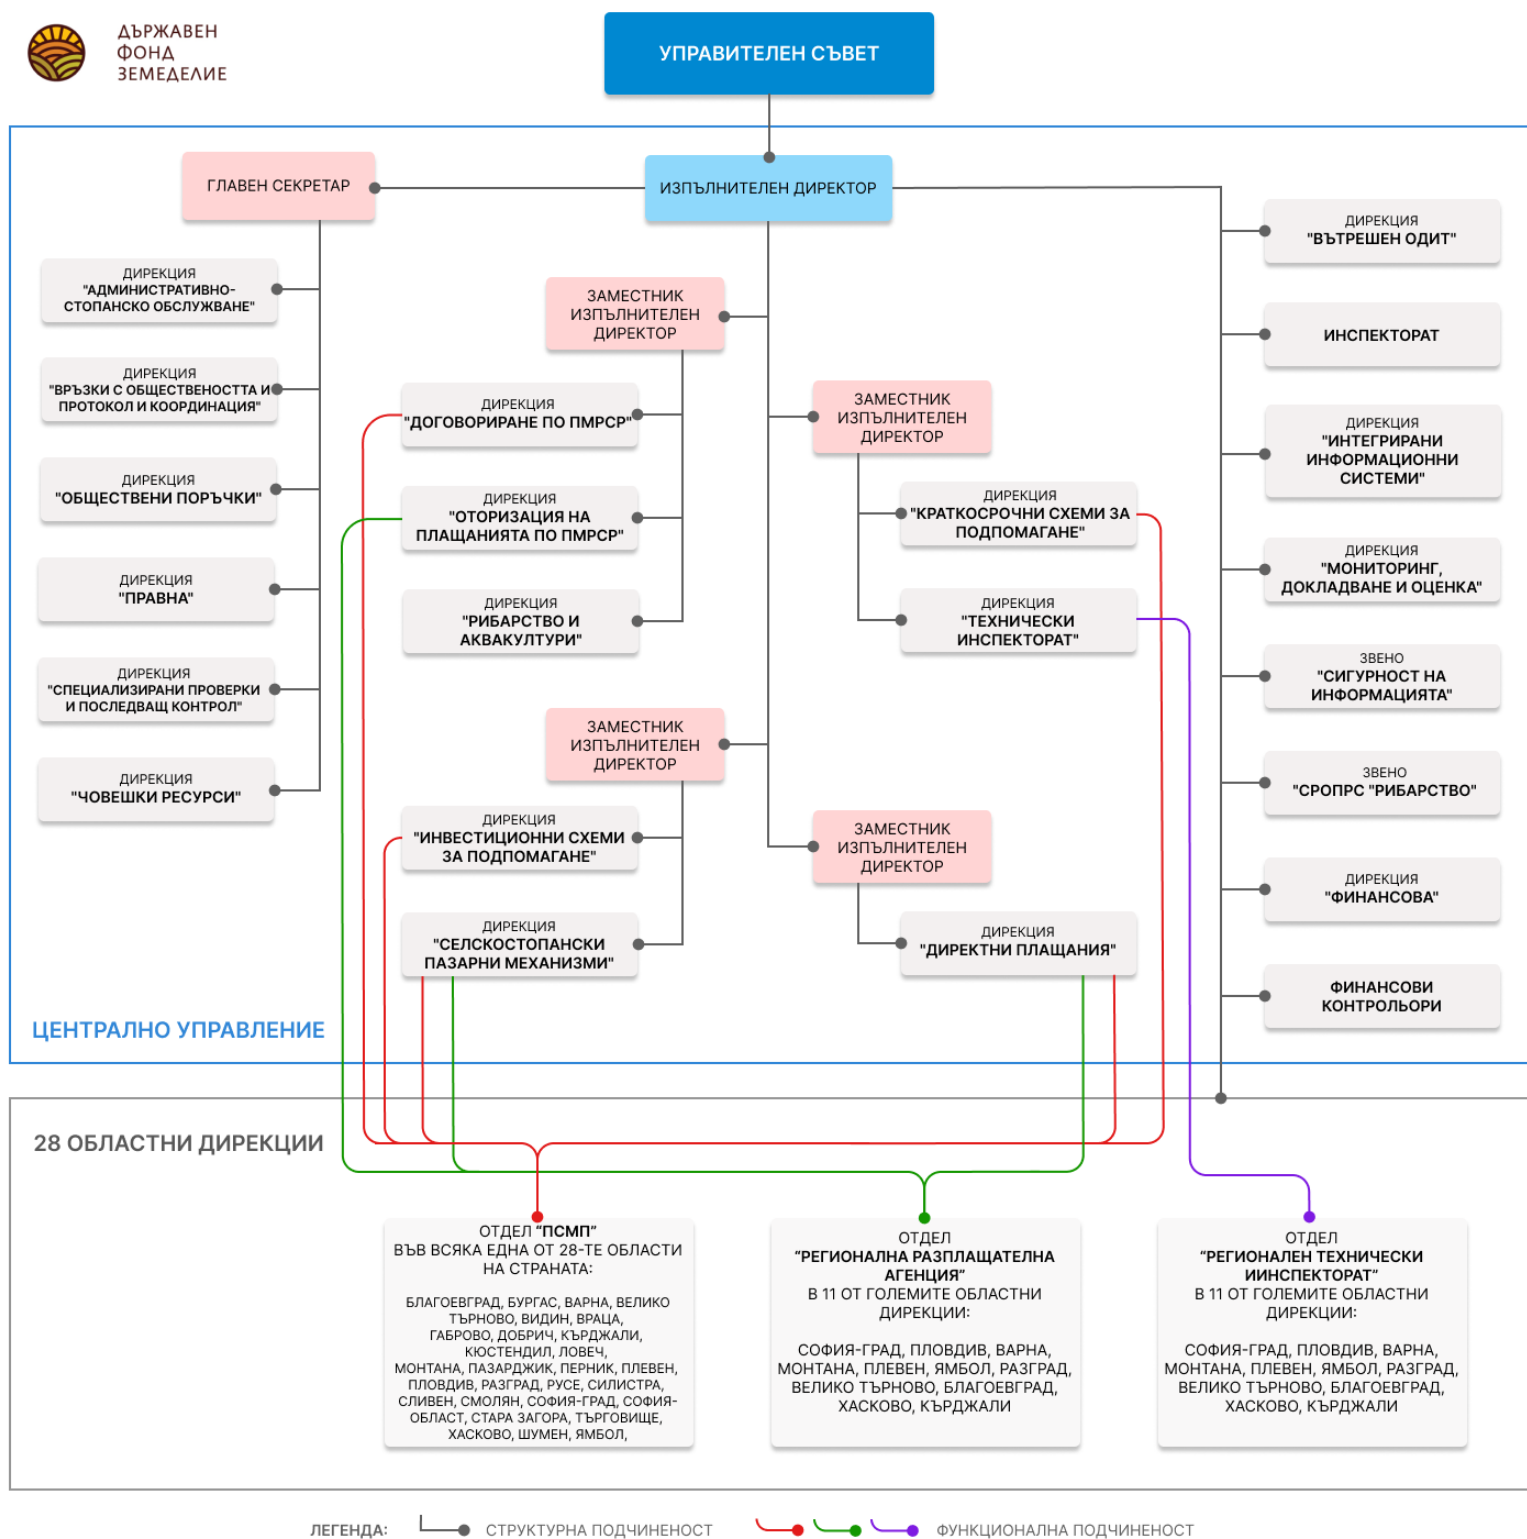 ДЪРЖАВЕН
ФОНД
ЗЕМЕДЕЛИЕ
УПРАВИТЕЛЕН СЪВЕТ
ГЛАВЕН СЕКРЕТАР
ИЗПЪЛНИТЕЛЕН ДИРЕКТОР
ДИРЕКЦИЯ
"АДМИНИСТРАТИВНО-
СТОПАНСКО ОБСЛУЖВАНЕ"
ДИРЕКЦИЯ
"ВРЪЗКИ С ОБЩЕСТВЕНОСТТА И
ПРОТОКОЛ И КООРДИНАЦИЯ"
ДИРЕКЦИЯ
"ОБЩЕСТВЕНИ ПОРЪЧКИ"
ДИРЕКЦИЯ
"ПРАВНА"
ДИРЕКЦИЯ
"СПЕЦИАЛИЗИРАНИ ПРОВЕРКИ
И ПОСЛЕДВАЩ КОНТРОЛ"
ДИРЕКЦИЯ
"ЧОВЕШКИ РЕСУРСИ"
ЗАМЕСТНИК
ИЗПЪЛНИТЕЛЕН
ДИРЕКТОР
ДИРЕКЦИЯ
"ДОГОВОРИРАНЕ ПО ПМРСР"
ДИРЕКЦИЯ
"ОТОРИЗАЦИЯ НА
ПЛАЩАНИЯТА ПО ПМРСР"
ДИРЕКЦИЯ
"РИБАРСТВО И
АКВАКУЛТУРИ"
ЗАМЕСТНИК
ИЗПЪЛНИТЕЛЕН
ДИРЕКТОР
ДИРЕКЦИЯ
"КРАТКОСРОЧНИ СХЕМИ ЗА
ПОДПОМАГАНЕ"
ДИРЕКЦИЯ
"ТЕХНИЧЕСКИ
ИНСПЕКТОРАТ"
ЗАМЕСТНИК
ИЗПЪЛНИТЕЛЕН
ДИРЕКТОР
ДИРЕКЦИЯ
"ИНВЕСТИЦИОННИ СХЕМИ
ЗА ПОДПОМАГАНЕ"
ДИРЕКЦИЯ
"СЕЛСКОСТОПАНСКИ
ПАЗАРНИ МЕХАНИЗМИ"
ЗАМЕСТНИК
ИЗПЪЛНИТЕЛЕН
ДИРЕКТОР
ДИРЕКЦИЯ
"ДИРЕКТНИ ПЛАЩАНИЯ"
ДИРЕКЦИЯ
"ВЪТРЕШЕН ОДИТ"
ИНСПЕКТОРАТ
ДИРЕКЦИЯ
"ИНТЕГРИРАНИ
ИНФОРМАЦИОННИ
СИСТЕМИ"
ДИРЕКЦИЯ
"МОНИТОРИНГ,
ДОКЛАДВАНЕ И ОЦЕНКА"
ЗВЕНО
"СИГУРНОСТ НА
ИНФОРМАЦИЯТА"
ЗВЕНО
"СРОПРС "РИБАРСТВО"
ДИРЕКЦИЯ
"ФИНАНСОВА"
ФИНАНСОВИ
КОНТРОЛЬОРИ
ЦЕНТРАЛНО УПРАВЛЕНИЕ
28 ОБЛАСТНИ ДИРЕКЦИИ
ОТДЕЛ “ПСМП”
ВЪВ ВСЯКА ЕДНА ОТ 28-ТЕ ОБЛАСТИ
НА СТРАНАТА:
БЛАГОЕВГРАД, БУРГАС, ВАРНА, ВЕЛИКО
ТЪРНОВО, ВИДИН, ВРАЦА,
ГАБРОВО, ДОБРИЧ, КЪРДЖАЛИ,
КЮСТЕНДИЛ, ЛОВЕЧ,
МОНТАНА, ПАЗАРДЖИК, ПЕРНИК, ПЛЕВЕН,
ПЛОВДИВ, РАЗГРАД, РУСЕ, СИЛИСТРА,
СЛИВЕН, СМОЛЯН, СОФИЯ-ГРАД, СОФИЯ-
ОБЛАСТ, СТАРА ЗАГОРА, ТЪРГОВИЩЕ,
ХАСКОВО, ШУМЕН, ЯМБОЛ,
ОТДЕЛ
“РЕГИОНАЛНА РАЗПЛАЩАТЕЛНА
АГЕНЦИЯ”
В 11 ОТ ГОЛЕМИТЕ ОБЛАСТНИ
ДИРЕКЦИИ:
СОФИЯ-ГРАД, ПЛОВДИВ, ВАРНА,
МОНТАНА, ПЛЕВЕН, ЯМБОЛ, РАЗГРАД,
ВЕЛИКО ТЪРНОВО, БЛАГОЕВГРАД,
ХАСКОВО, КЪРДЖАЛИ
ОТДЕЛ
“РЕГИОНАЛЕН ТЕХНИЧЕСКИ
ИИНСПЕКТОРАТ”
В 11 ОТ ГОЛЕМИТЕ ОБЛАСТНИ
ДИРЕКЦИИ:
СОФИЯ-ГРАД, ПЛОВДИВ, ВАРНА,
МОНТАНА, ПЛЕВЕН, ЯМБОЛ, РАЗГРАД,
ВЕЛИКО ТЪРНОВО, БЛАГОЕВГРАД,
ХАСКОВО, КЪРДЖАЛИ
ЛЕГЕНДА: СТРУКТУРНА ПОДЧИНЕНОСТ ФУНКЦИОНАЛНА ПОДЧИНЕНОСТ